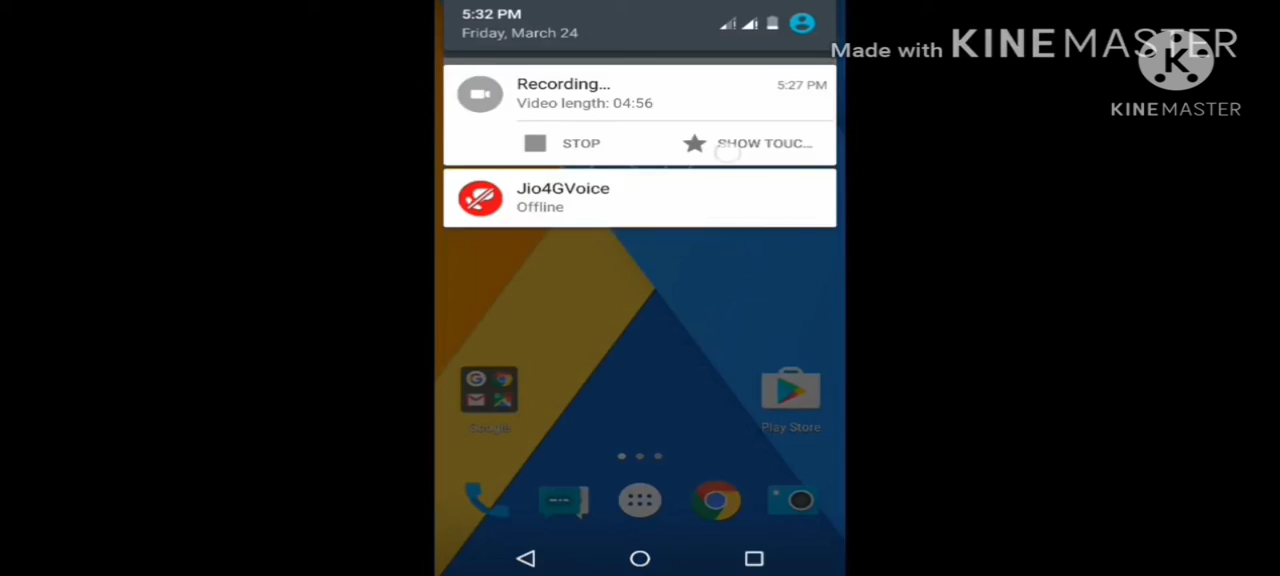 5:32 PM
Friday, March 24
Made with KINEMASTER
K
KINEMASTER
Recording...
5:27 PM
Video length: 04:56
STOP
SHOW TOUC...
Jio4GVoice
Offline
G
Google
Play Store